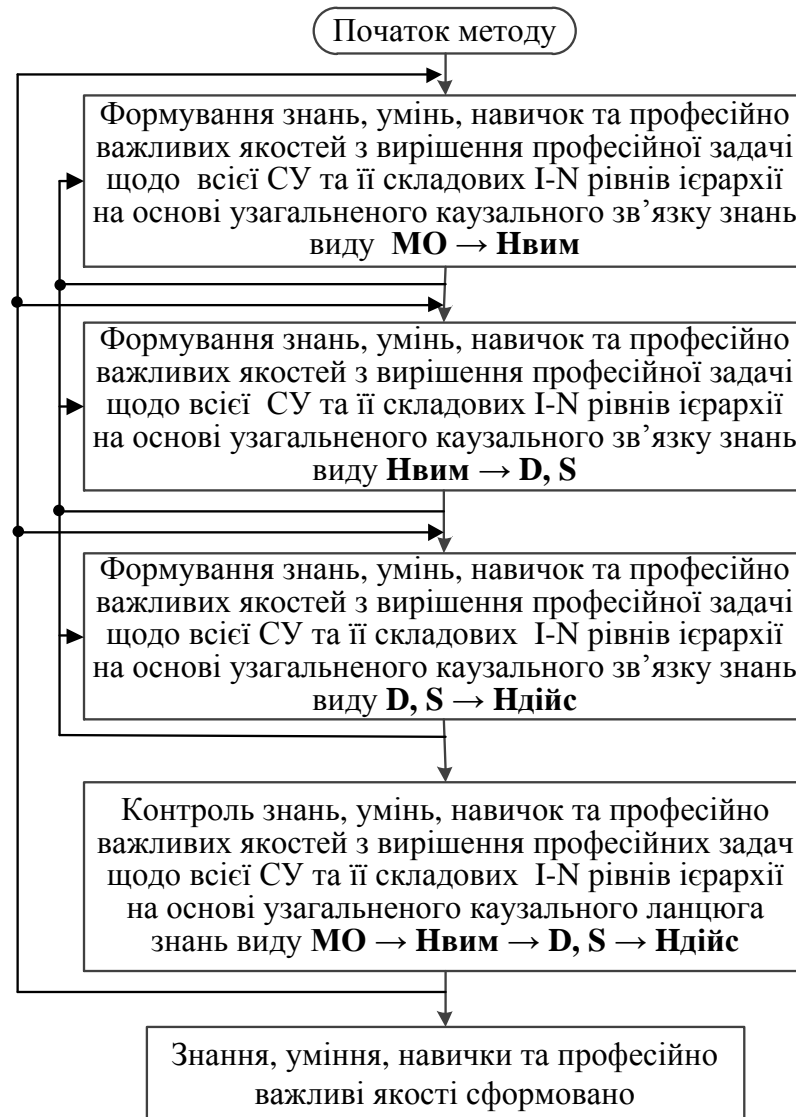 Початок методу
Формування знань, умінь, навичок та професійно
важливих якостей з вирішення професійної задачі
щодо всієї СУ та її складових I-N рівнів ієрархії
на основі узагальненого каузального зв’язку знань
виду МО → Нвим
Формування знань, умінь, навичок та професійно
важливих якостей з вирішення професійної задачі
щодо всієї СУ та її складових I-N рівнів ієрархії
на основі узагальненого каузального зв’язку знань
виду Нвим → D, S
Формування знань, умінь, навичок та професійно
важливих якостей з вирішення професійної задачі
щодо всієї СУ та її складових I-N рівнів ієрархії
на основі узагальненого каузального зв’язку знань
виду D, S → Ндійс
Контроль знань, умінь, навичок та професійно
важливих якостей з вирішення професійних задач
щодо всієї СУ та її складових I-N рівнів ієрархії
на основі узагальненого каузального ланцюга
знань виду МО → Нвим → D, S → Ндійс
Знання, уміння, навички та професійно
важливі якості сформовано